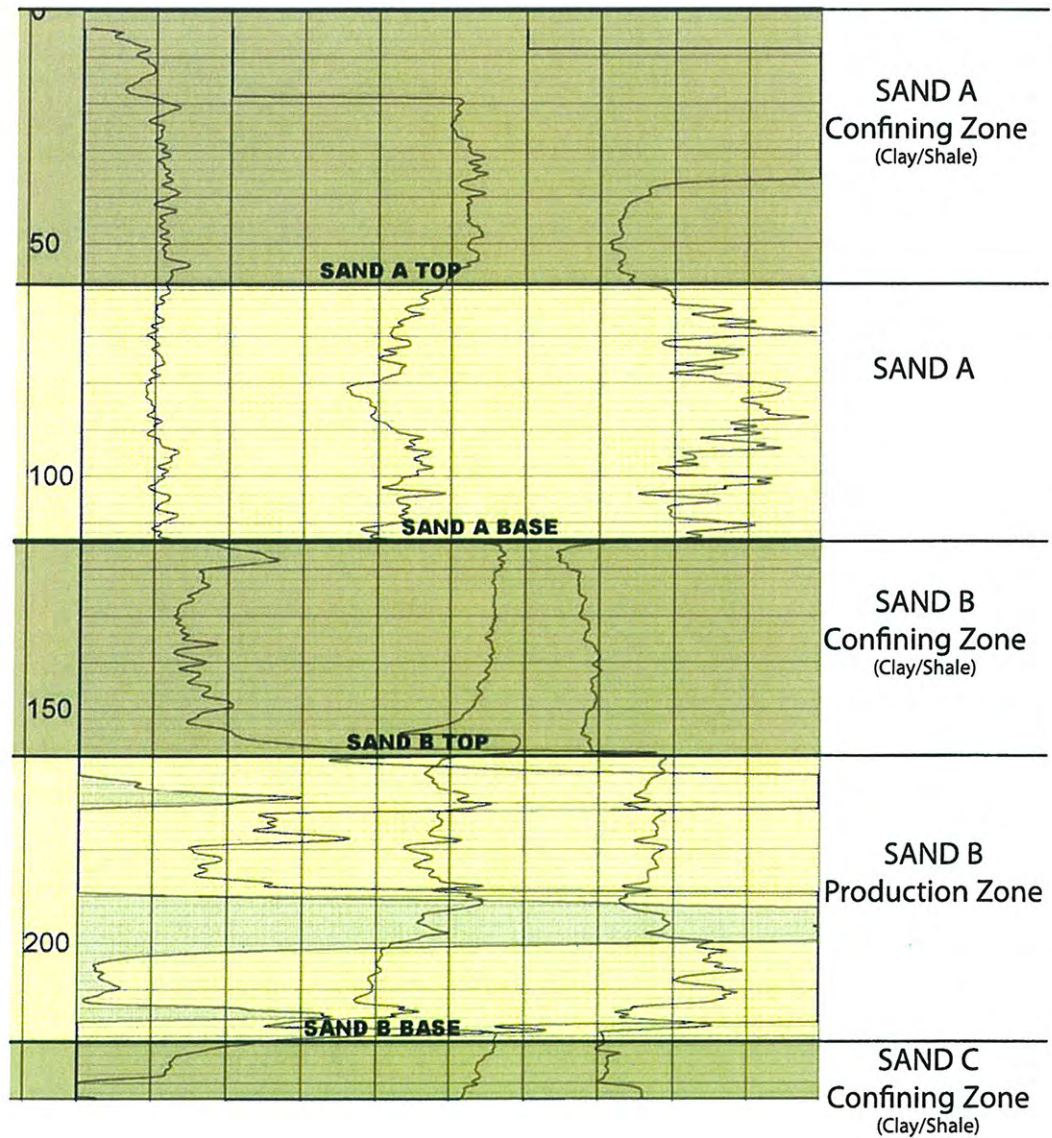 0
SAND A
Confining Zone
(Clay/Shale)
50
SAND A TOP
SAND A
100
SAND A BASE
SAND B
Confining Zone
(Clay/Shale)
150
SAND B TOP
SAND B
Production Zone
200
SAND B BASE
SAND C
Confining Zone
(Clay/Shale)